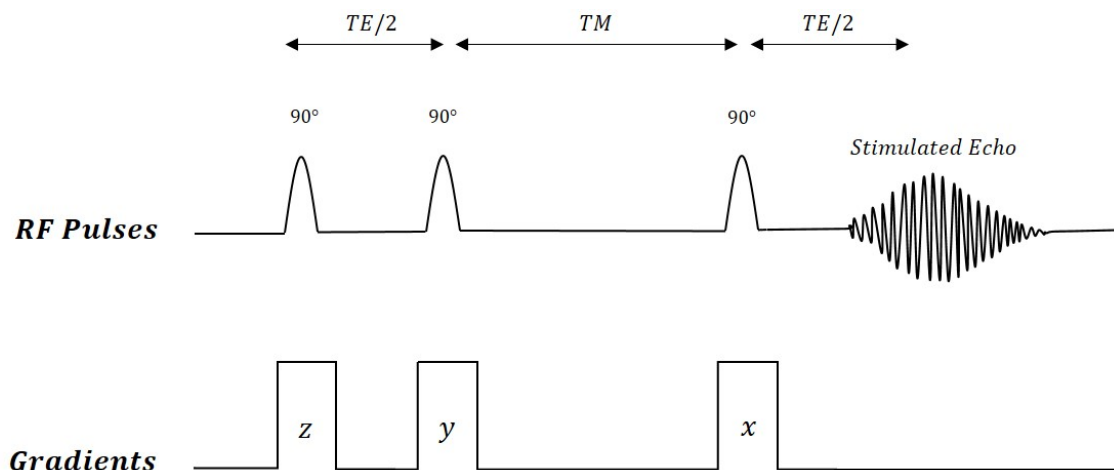 TE/2 TM TE/2
90° 90° 90°
Stimulated Echo
RF Pulses
z y x
Gradients